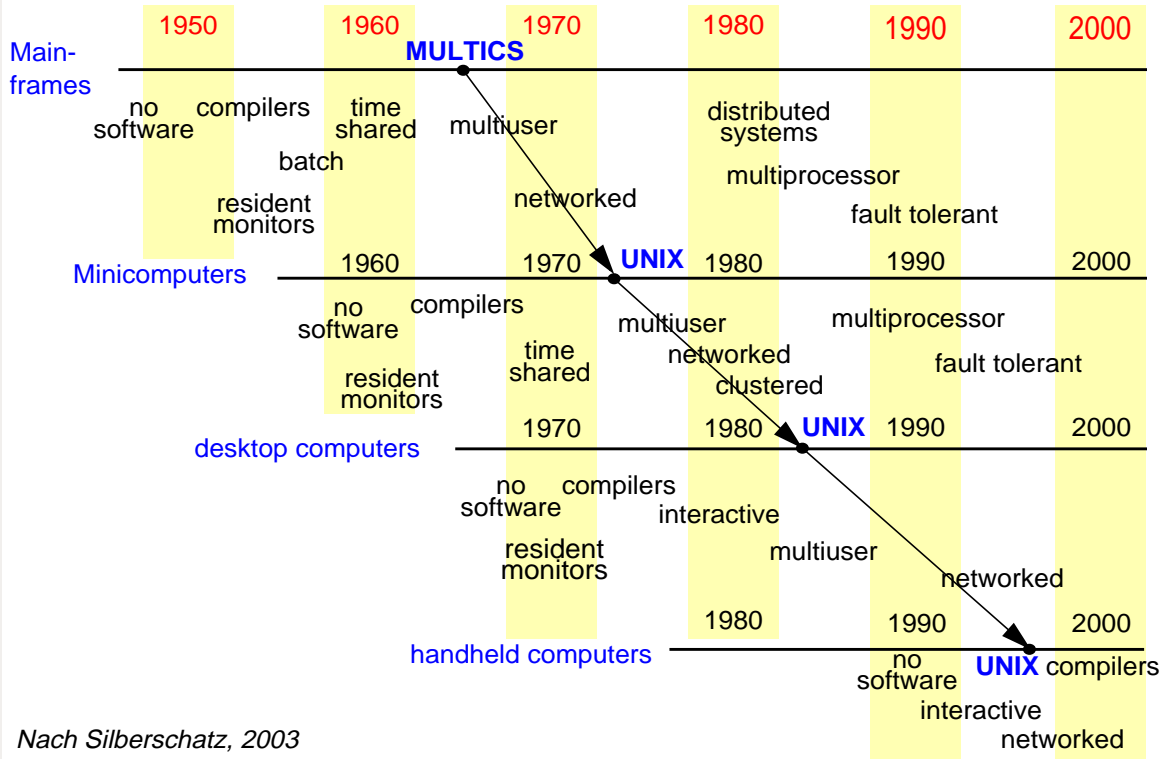 1950 1960 1970 1980 1990 2000
Main-
frames
MULTICS
no
software
compilers
time
shared
multiuser
distributed
systems
batch
multiprocessor
resident
monitors
networked
fault tolerant
Minicomputers
1960 1970 UNIX 1980 1990 2000
no
software
compilers
multiuser
multiprocessor
time
shared
networked
fault tolerant
resident
monitors
clustered
desktop computers
1970 1980 UNIX 1990 2000
no
software
compilers
interactive
resident
monitors
multiuser
networked
1980 1990 2000
handheld computers
no
software
UNIX compilers
interactive
networked
Nach Silberschatz, 2003